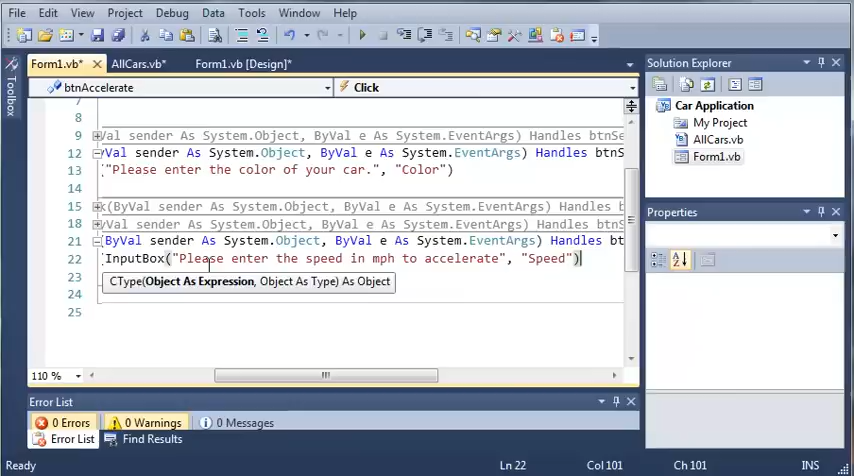 File Edit View Project Debug Data Tools Window Help
Form1.vb* AllCars.vb* Form1.vb [Design]*
Toolbox
btnAccelerate Click
7
8
9 Val sender As System.Object, ByVal e As System.EventArgs) Handles btnS
12 yVal sender As System.Object, ByVal e As System.EventArgs) Handles btnSe
13 "Please enter the color of your car.", "Color")
15 k(ByVal sender As System.Object, ByVal e As System.EventArgs) Handles
18 ByVal sender As System.Object, ByVal e As System.EventArgs) Handles btnS
21 ByVal sender As System.Object, ByVal e As System.EventArgs) Handles bt
22 InputBox("Please enter the speed in mph to accelerate", "Speed")
23 CType(Object As Expression, Object As Type) As Object
24
25
110 %
Solution Explorer
Car Application
My Project
AllCars.vb
Form1.vb
Properties
Error List
0 Errors 0 Warnings 0 Messages
Error List Find Results
Ready Ln 22 Col 101 Ch 101 INS